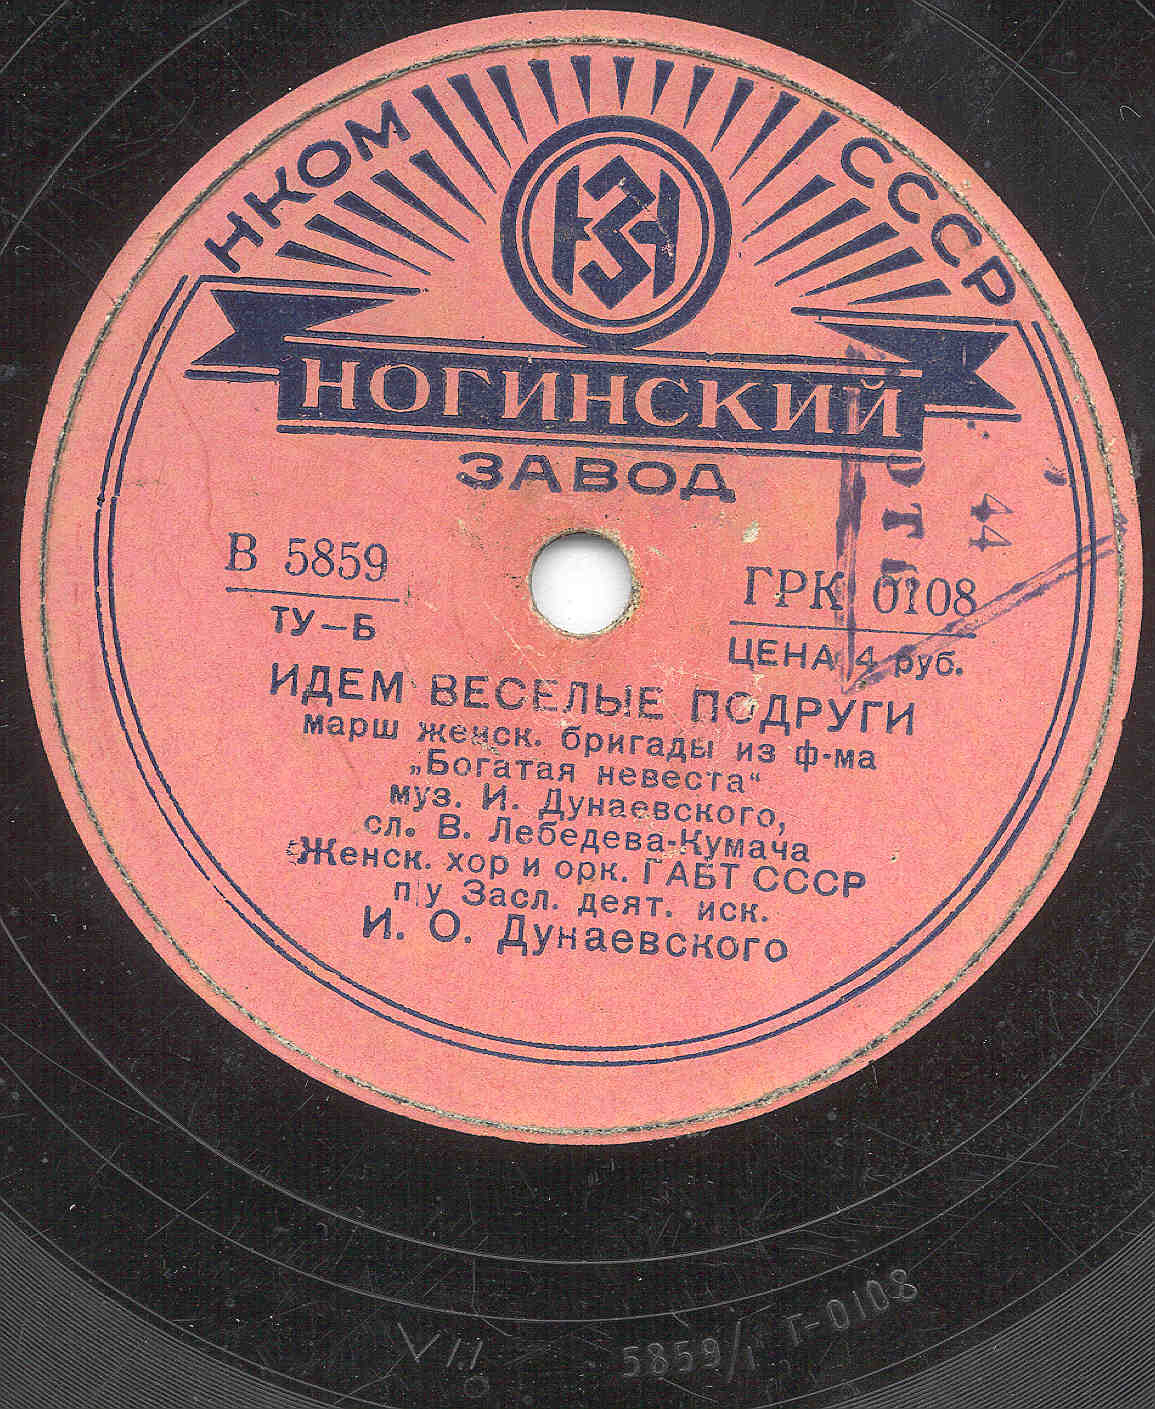 НКОМ СССР
НЗ
НОГИНСКИЙ
ЗАВОД
В 5859
ТУ—Б
ГРК 0108
ЦЕНА 4 руб.
44
ИДЕМ ВЕСЕЛЫЕ ПОДРУГИ
марш женск. бригады из ф-ма
„Богатая невеста“
муз. И. Дунаевского,
сл. В. Лебедева-Кумача
Женск. хор и орк. ГАБТ СССР
п/у Засл. деят. иск.
И. О. Дунаевского
5859/1 Г-0108